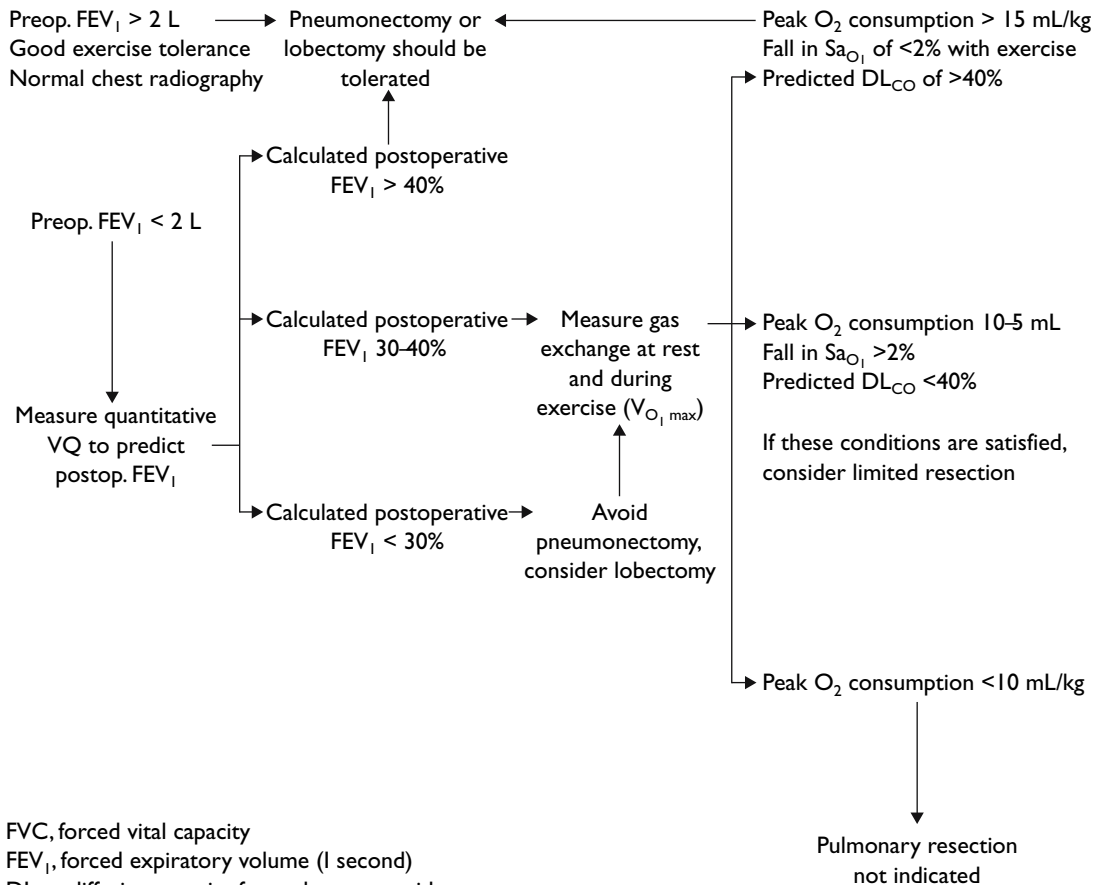 Preop. FEV₁ > 2 L
Good exercise tolerance
Normal chest radiography
Pneumonectomy or
lobectomy should be
tolerated
Peak O₂ consumption > 15 mL/kg
Fall in Sa_O₁ of <2% with exercise
Predicted DL_CO of >40%
Calculated postoperative
FEV₁ > 40%
Preop. FEV₁ < 2 L
Calculated postoperative
FEV₁ 30–40%
Measure gas
exchange at rest
and during
exercise (V_O₁ max)
Peak O₂ consumption 10–5 mL
Fall in Sa_O₁ >2%
Predicted DL_CO <40%
If these conditions are satisfied,
consider limited resection
Measure quantitative
VQ to predict
postop. FEV₁
Calculated postoperative
FEV₁ < 30%
Avoid
pneumonectomy,
consider lobectomy
Peak O₂ consumption <10 mL/kg
Pulmonary resection
not indicated
FVC, forced vital capacity
FEV₁, forced expiratory volume (1 second)